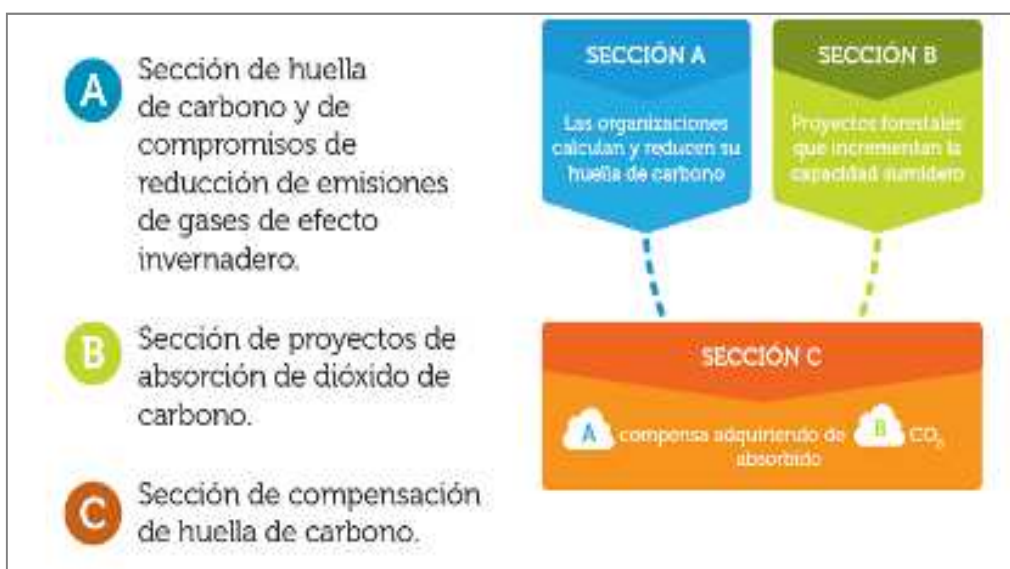 A
Sección de huella
de carbono y de
compromisos de
reducción de emisiones
de gases de efecto
invernadero.
B
Sección de proyectos de
absorción de dióxido de
carbono.
C
Sección de compensación
de huella de carbono.
SECCIÓN A
Las organizaciones
calculan y reducen su
huella de carbono
SECCIÓN B
Proyectos forestales
que incrementan la
capacidad sumidero
SECCIÓN C
A compensa adquiriendo de B CO₂
absorbido